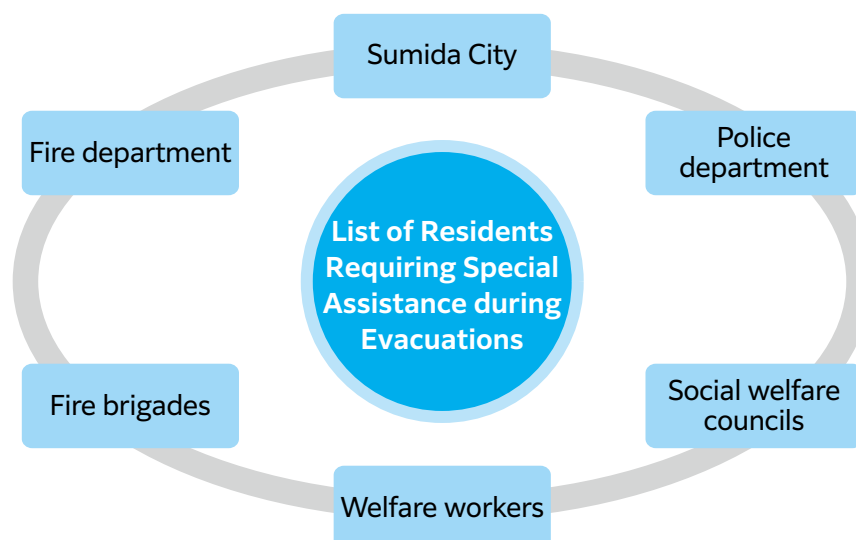 Sumida City
Fire department
Police
department
List of Residents
Requiring Special
Assistance during
Evacuations
Fire brigades
Social welfare
councils
Welfare workers